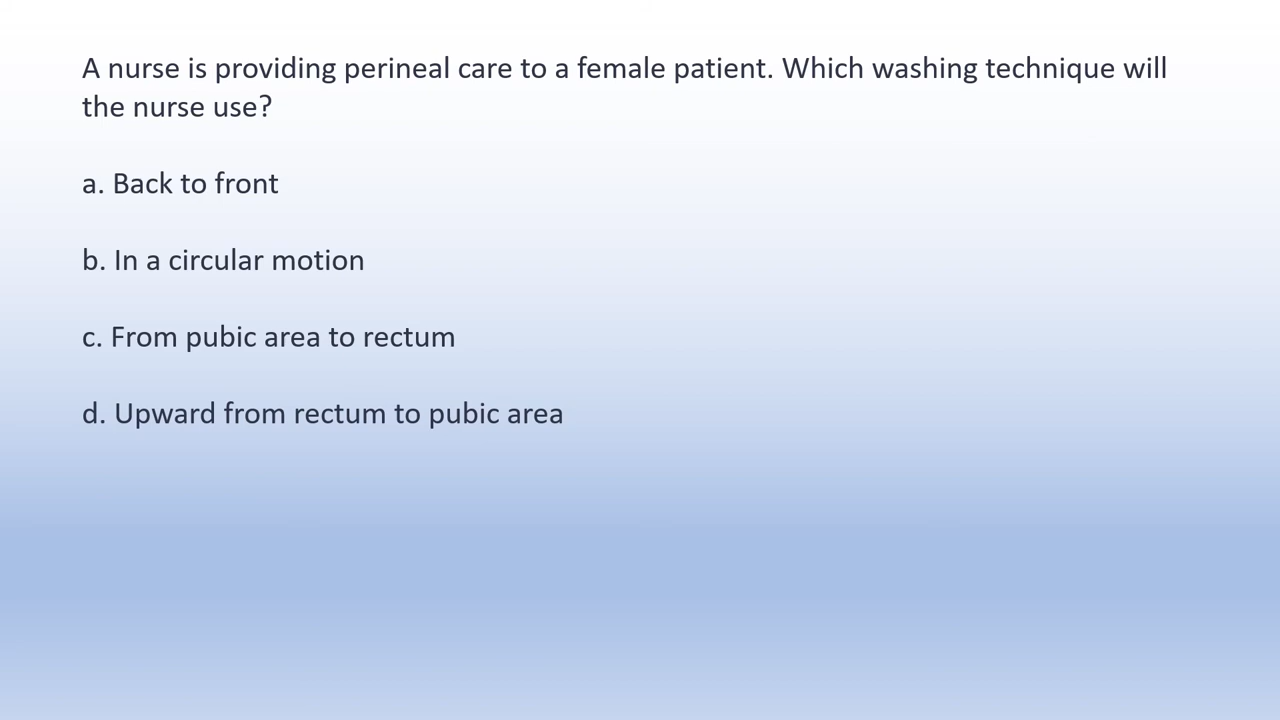 A nurse is providing perineal care to a female patient. Which washing technique will
the nurse use?
a. Back to front
b. In a circular motion
c. From pubic area to rectum
d. Upward from rectum to pubic area